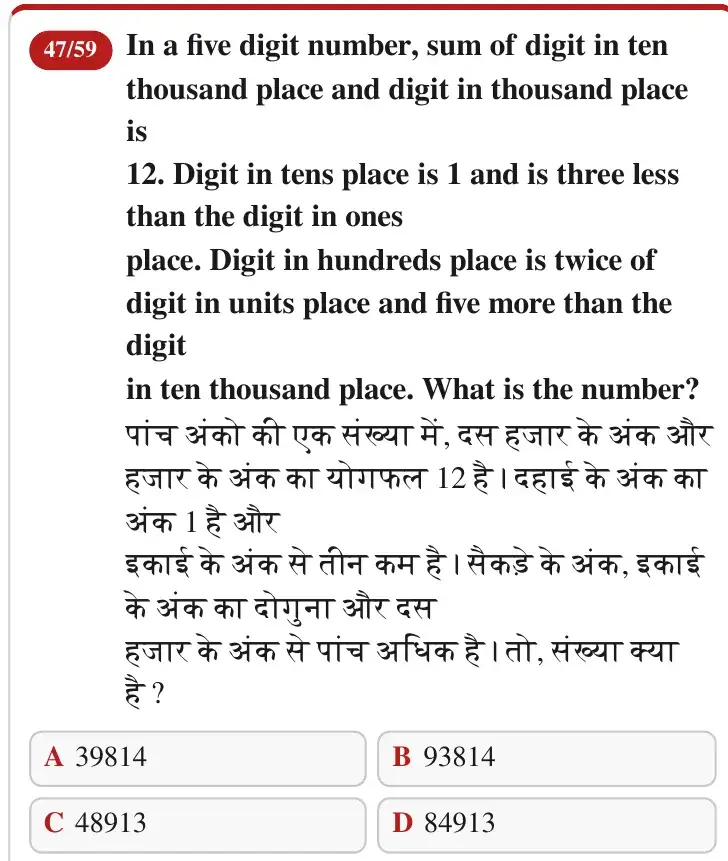 47/59 In a five digit number, sum of digit in ten
thousand place and digit in thousand place
is
12. Digit in tens place is 1 and is three less
than the digit in ones
place. Digit in hundreds place is twice of
digit in units place and five more than the
digit
in ten thousand place. What is the number?
पांच अंको की एक संख्या में, दस हजार के अंक और
हजार के अंक का योगफल 12 है। दहाई के अंक का
अंक 1 है और
इकाई के अंक से तीन कम है। सैकड़े के अंक, इकाई
के अंक का दोगुना और दस
हजार के अंक से पांच अधिक है। तो, संख्या क्या
है ?
A 39814
B 93814
C 48913
D 84913